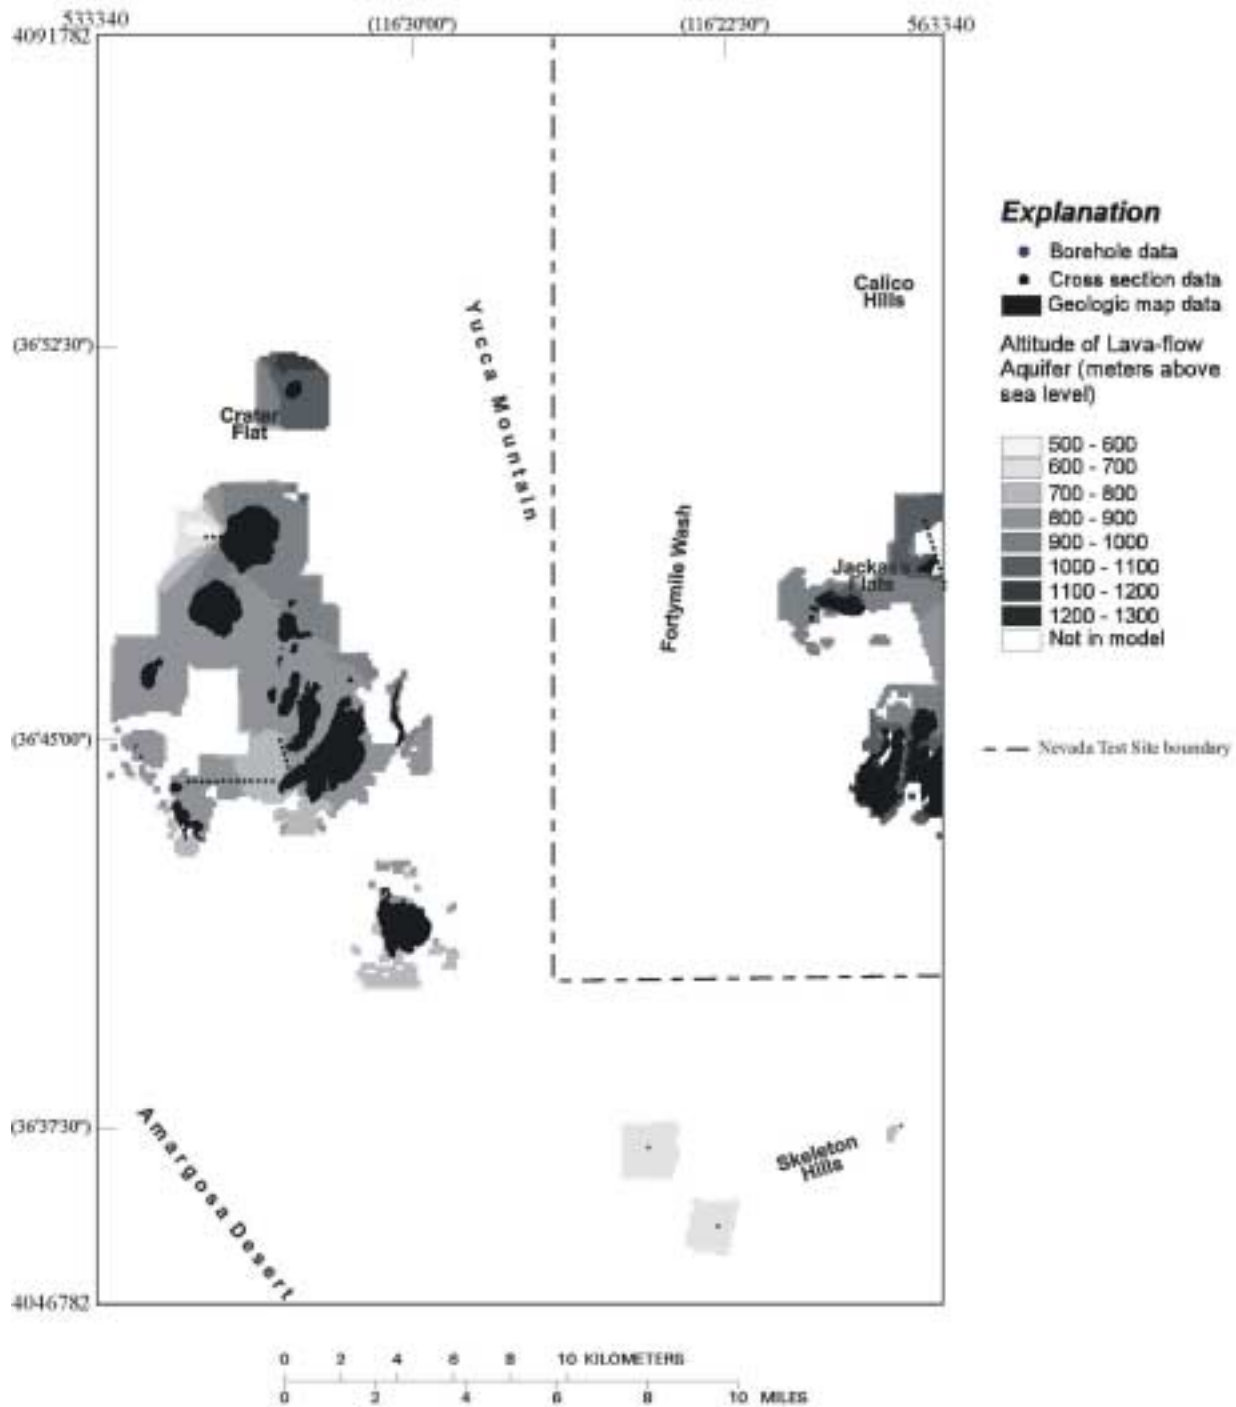 533340
(116°30'00")
(116°22'30")
563340
4091782
Explanation
Borehole data
Cross section data
Geologic map data
Calico
Hills
Yucca Mountain
(36°52'30")
Altitude of Lava-flow
Aquifer (meters above
sea level)
Crater
Flat
500 - 600
600 - 700
700 - 800
800 - 900
900 - 1000
1000 - 1100
1100 - 1200
1200 - 1300
Not in model
Fortymile Wash
Jackass
Flats
(36°45'00")
Nevada Test Site boundary
(36°37'30")
Amargosa Desert
Skeleton
Hills
4046782
0 2 4 6 8 10 KILOMETERS
0 2 4 6 8 10 MILES